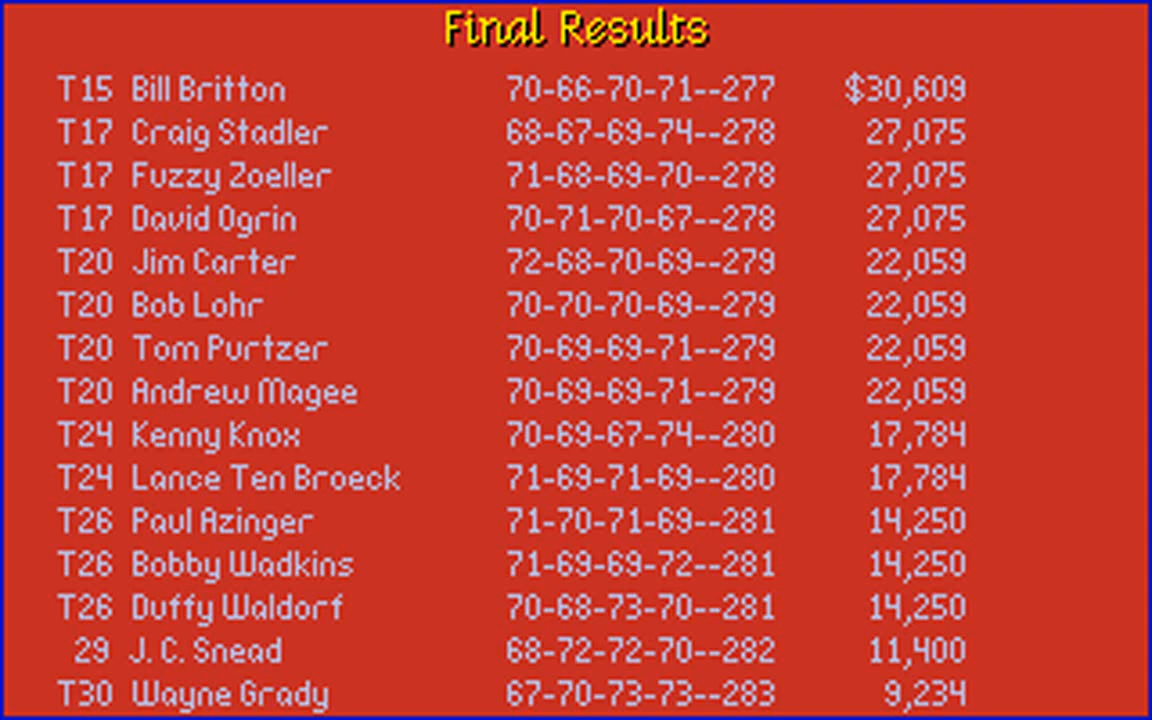 Final Results
T15 Bill Britton 70-66-70-71--277 $30,609
T17 Craig Stadler 68-67-69-74--278 27,075
T17 Fuzzy Zoeller 71-68-69-70--278 27,075
T17 David Ogrin 70-71-70-67--278 27,075
T20 Jim Carter 72-68-70-69--279 22,059
T20 Bob Lohr 70-70-70-69--279 22,059
T20 Tom Purtzer 70-69-69-71--279 22,059
T20 Andrew Magee 70-69-69-71--279 22,059
T24 Kenny Knox 70-69-67-74--280 17,784
T24 Lance Ten Broeck 71-69-71-69--280 17,784
T26 Paul Azinger 71-70-71-69--281 14,250
T26 Bobby Wadkins 71-69-69-72--281 14,250
T26 Duffy Waldorf 70-68-73-70--281 14,250
29 J. C. Snead 68-72-72-70--282 11,400
T30 Wayne Grady 67-70-73-73--283 9,234